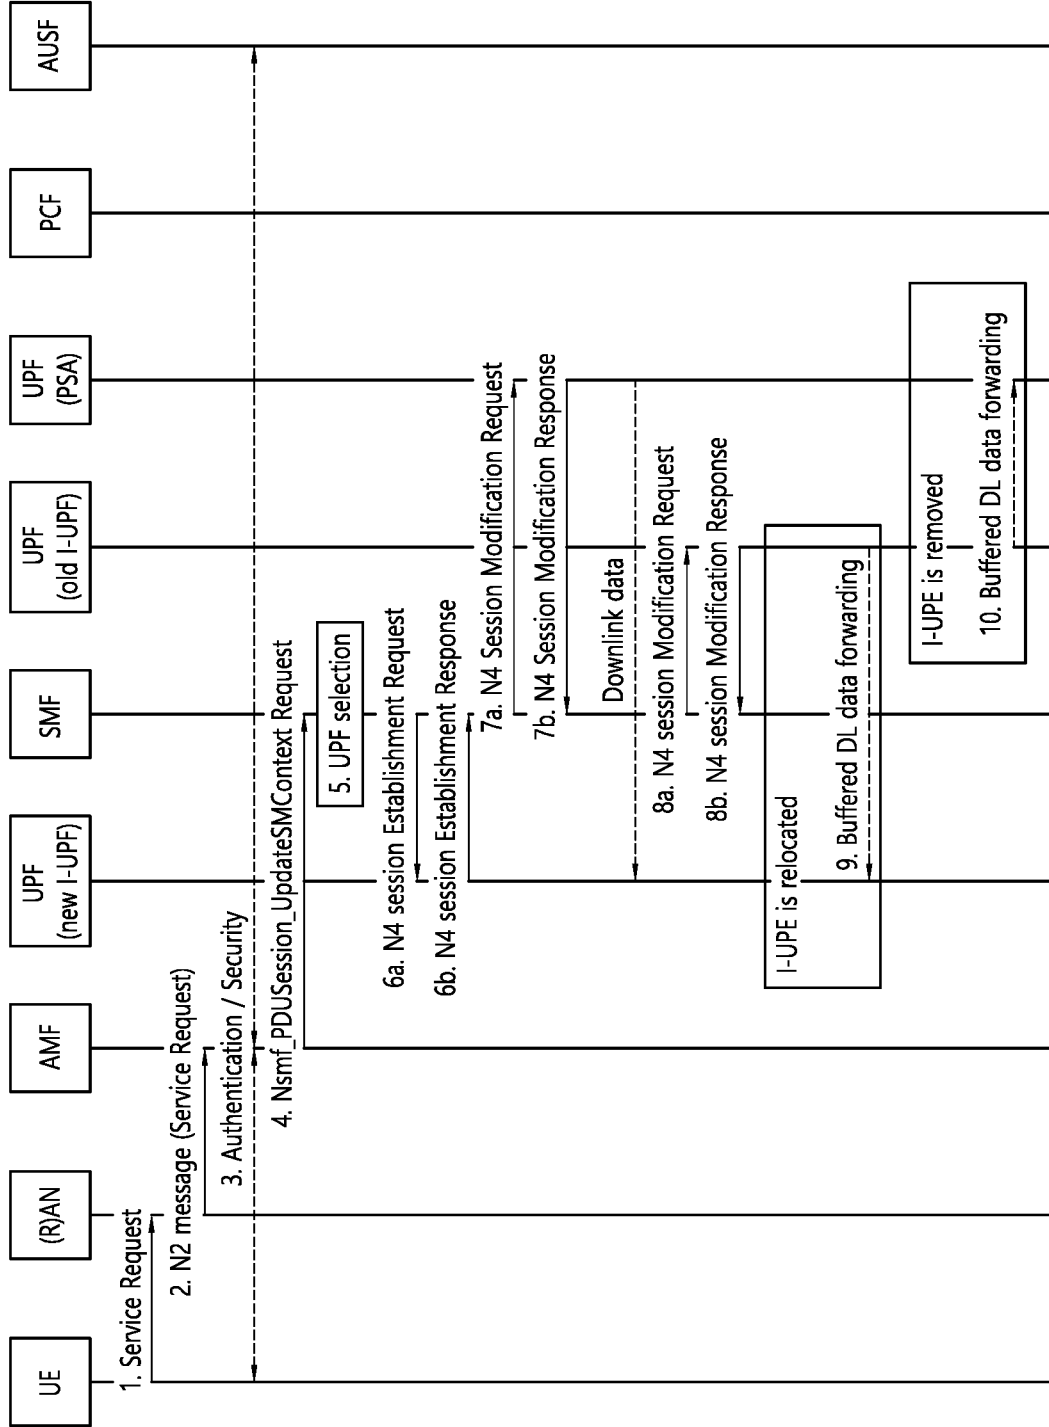 UE
(R)AN
AMF
UPF
(new I-UPF)
SMF
UPF
(old I-UPF)
UPF
(PSA)
PCF
AUSF
1. Service Request
2. N2 message (Service Request)
3. Authentication / Security
4. Nsmf_PDUSession_UpdateSMContext Request
5. UPF selection
6a. N4 session Establishment Request
6b. N4 session Establishment Response
7a. N4 Session Modification Request
7b. N4 Session Modification Response
Downlink data
8a. N4 session Modification Request
8b. N4 session Modification Response
I-UPE is relocated
9. Buffered DL data forwarding
I-UPE is removed
10. Buffered DL data forwarding